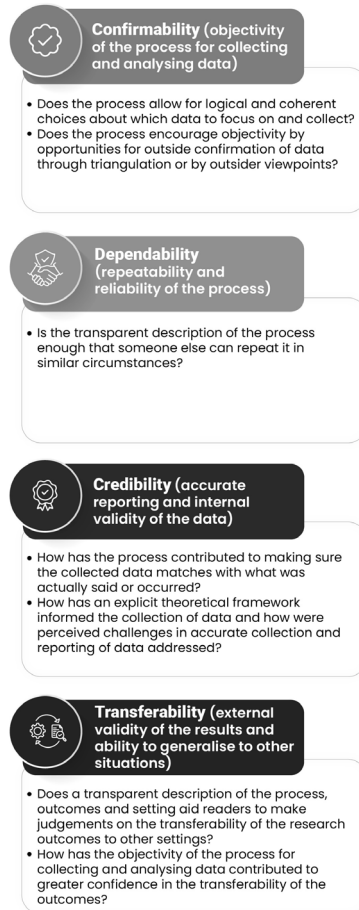 Confirmability (objectivity
of the process for collecting
and analysing data)
• Does the process allow for logical and coherent
choices about which data to focus on and collect?
• Does the process encourage objectivity by
opportunities for outside confirmation of data
through triangulation or by outsider viewpoints?
Dependability
(repeatability and
reliability of the process)
• Is the transparent description of the process
enough that someone else can repeat it in
similar circumstances?
Credibility (accurate
reporting and internal
validity of the data)
• How has the process contributed to making sure
the collected data matches with what was
actually said or occurred?
• How has an explicit theoretical framework
informed the collection of data and how were
perceived challenges in accurate collection and
reporting of data addressed?
Transferability (external
validity of the results and
ability to generalise to other
situations)
• Does a transparent description of the process,
outcomes and setting aid readers to make
judgements on the transferability of the research
outcomes to other settings?
• How has the objectivity of the process for
collecting and analysing data contributed to
greater confidence in the transferability of the
outcomes?